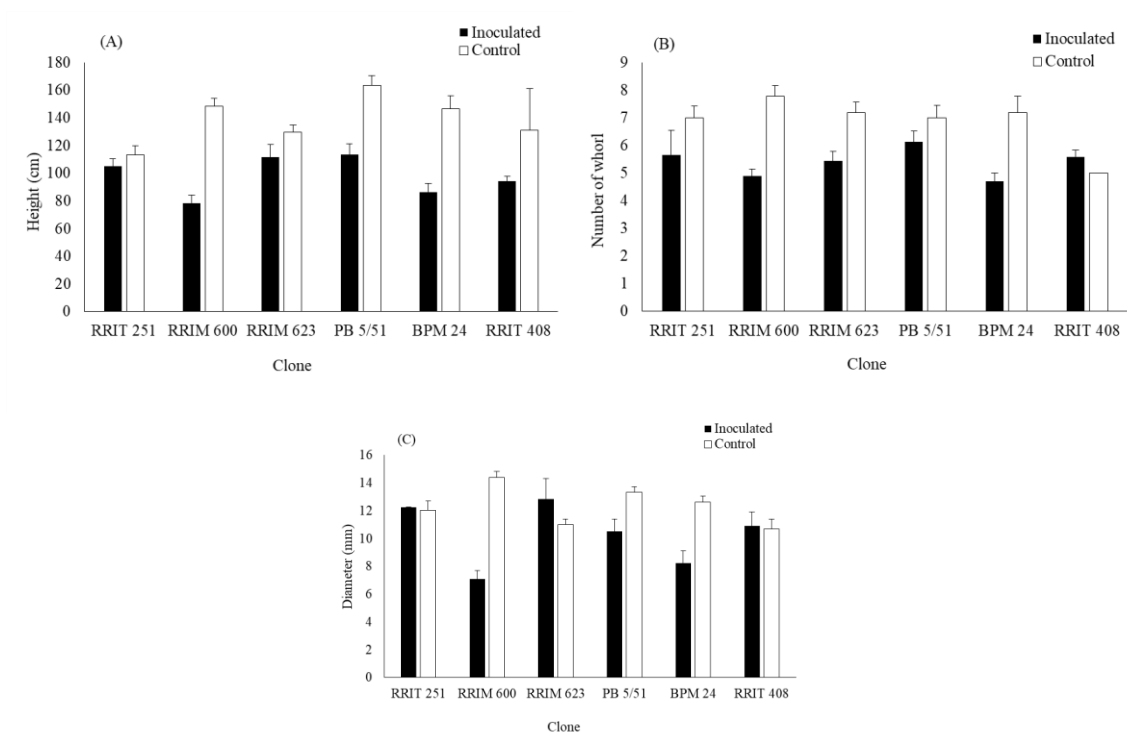 (A)
Inoculated
Control
Height (cm)
180
160
140
120
100
80
60
40
20
0
RRIT 251 RRIM 600 RRIM 623 PB 5/51 BPM 24 RRIT 408
Clone
(B)
Inoculated
Control
Number of whorl
9
8
7
6
5
4
3
2
1
0
RRIT 251 RRIM 600 RRIM 623 PB 5/51 BPM 24 RRIT 408
Clone
(C)
Inoculated
Control
Diameter (mm)
16
14
12
10
8
6
4
2
0
RRIT 251 RRIM 600 RRIM 623 PB 5/51 BPM 24 RRIT 408
Clone